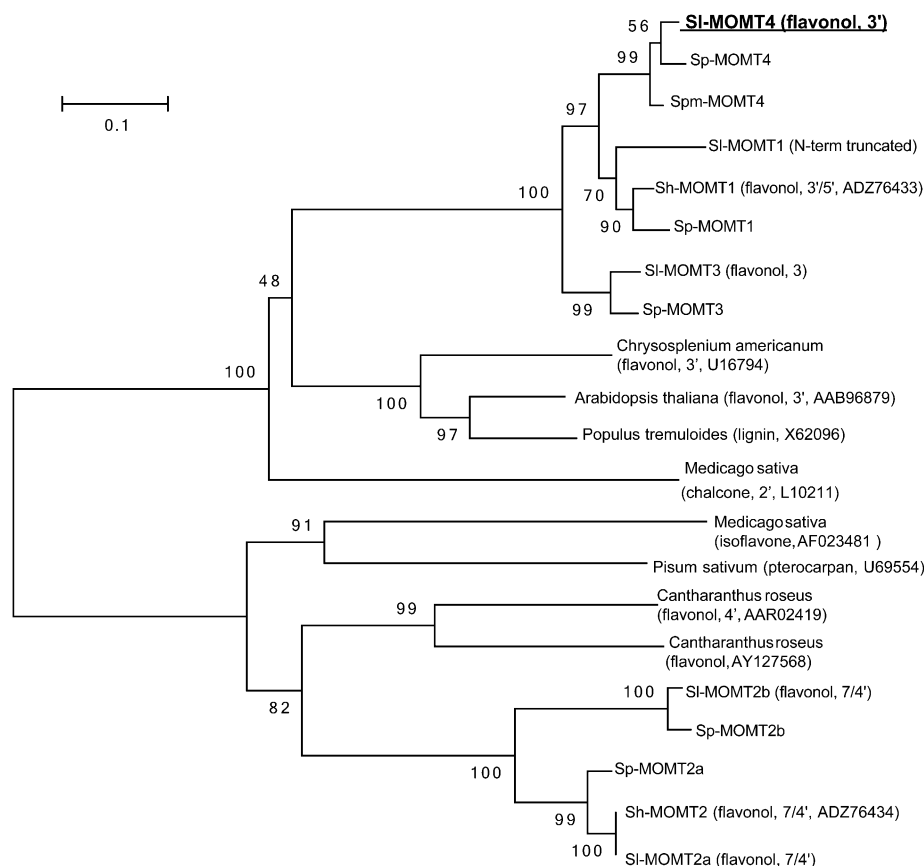 56
Sl-MOMT4 (flavonol, 3')
99
Sp-MOMT4
Spm-MOMT4
0.1
97
Sl-MOMT1 (N-term truncated)
70
Sh-MOMT1 (flavonol, 3'/5', ADZ76433)
100
90
Sp-MOMT1
48
Sl-MOMT3 (flavonol, 3)
99
Sp-MOMT3
Chrysosplenium americanum
(flavonol, 3’, U16794)
100
100
Arabidopsis thaliana (flavonol, 3', AAB96879)
97
Populus tremuloides (lignin, X62096)
Medicago sativa
(chalcone, 2’, L10211)
91
Medicago sativa
(isoflavone, AF023481 )
Pisum sativum (pterocarpan, U69554)
99
Cantharanthus roseus
(flavonol, 4’, AAR02419)
Cantharanthus roseus
(flavonol, AY127568)
82
100
Sl-MOMT2b (flavonol, 7/4')
Sp-MOMT2b
100
Sp-MOMT2a
99
Sh-MOMT2 (flavonol, 7/4', ADZ76434)
100
Sl-MOMT2a (flavonol, 7/4')